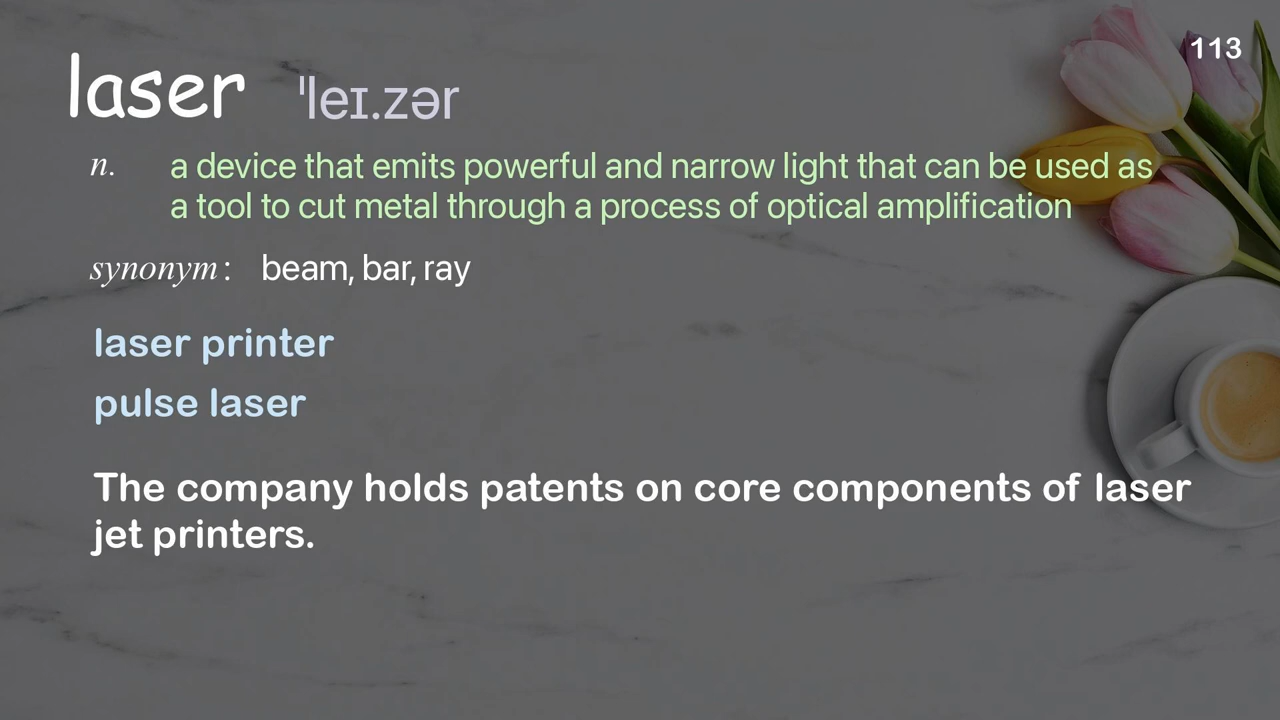 113
laser ˈleɪ.zər
n. a device that emits powerful and narrow light that can be used as
a tool to cut metal through a process of optical amplification
synonym: beam, bar, ray
laser printer
pulse laser
The company holds patents on core components of laser
jet printers.